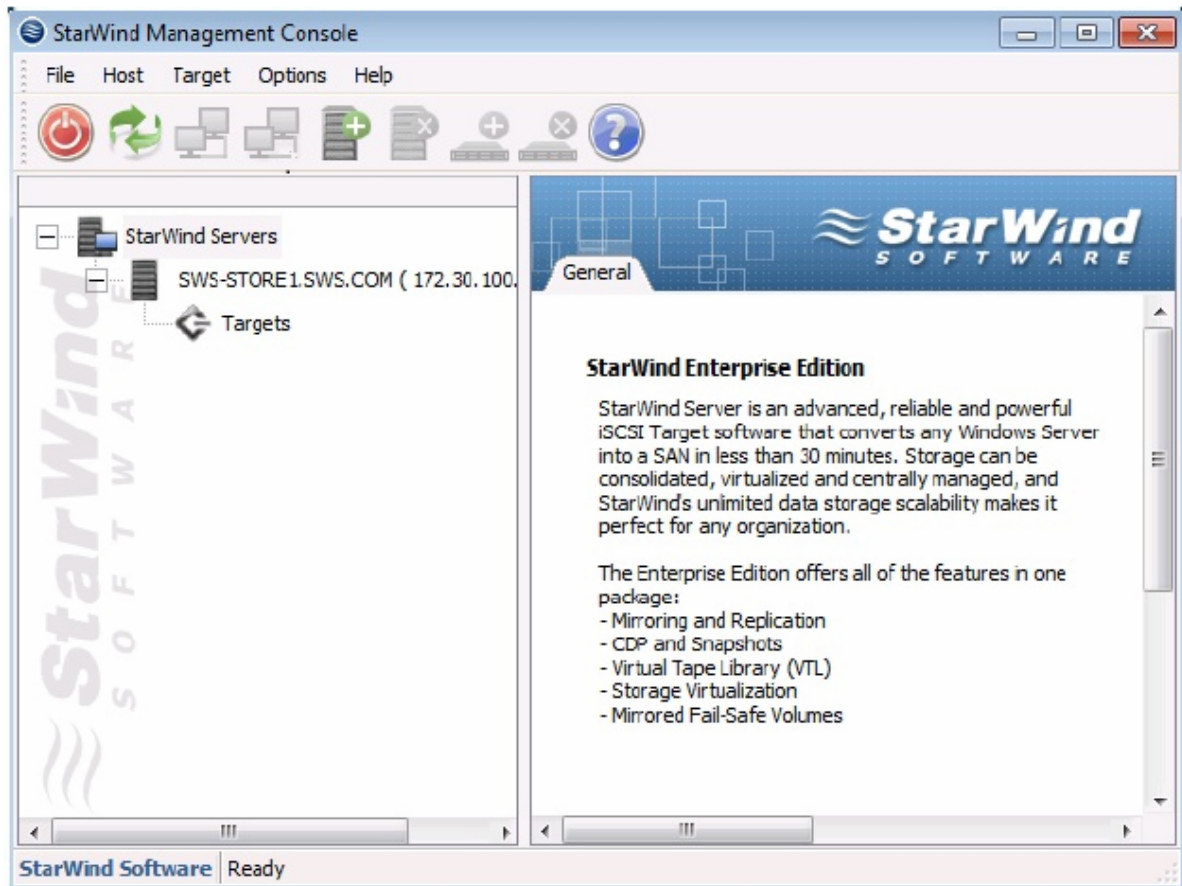 StarWind Management Console
File Host Target Options Help
StarWind Servers
SWS-STORE1.SWS.COM ( 172.30.100.
Targets
StarWind
SOFTWARE
StarWind
SOFTWARE
General
StarWind Enterprise Edition
StarWind Server is an advanced, reliable and powerful
iSCSI Target software that converts any Windows Server
into a SAN in less than 30 minutes. Storage can be
consolidated, virtualized and centrally managed, and
StarWind's unlimited data storage scalability makes it
perfect for any organization.
The Enterprise Edition offers all of the features in one
package:
- Mirroring and Replication
- CDP and Snapshots
- Virtual Tape Library (VTL)
- Storage Virtualization
- Mirrored Fail-Safe Volumes
StarWind Software Ready